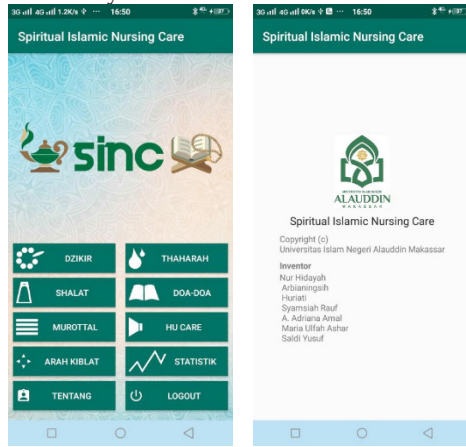 3G 4G 1.2K/s ··· 16:50
Spiritual Islamic Nursing Care
sinc
DZIKIR
THAHARAH
SHALAT
DOA-DOA
MUROTTAL
HU CARE
ARAH KIBLAT
STATISTIK
TENTANG
LOGOUT
3G 4G 0K/s ··· 16:50
Spiritual Islamic Nursing Care
UNIVERSITAS ISLAM NEGERI
ALAUDDIN
MAKASSAR
Spiritual Islamic Nursing Care
Copyright (c)
Universitas Islam Negeri Alauddin Makassar
Inventor
Nur Hidayah
Arbianingsih
Huriati
Syamsiah Rauf
A. Adriana Amal
Maria Ulfah Ashar
Saldi Yusuf